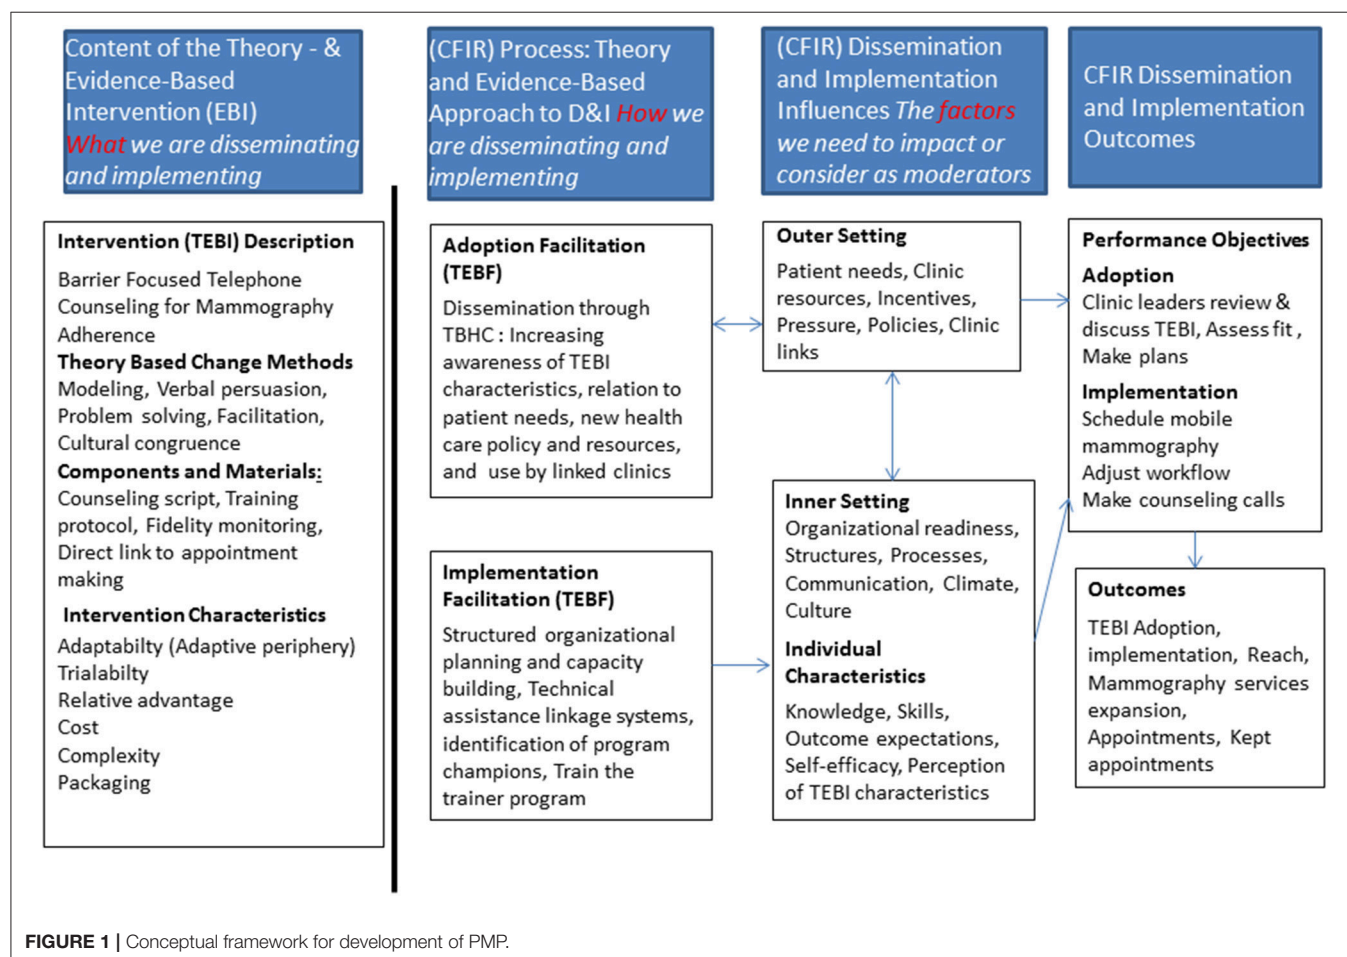 Content of the Theory - &
Evidence-Based
Intervention (EBI)
What we are disseminating
and implementing
(CFIR) Process: Theory
and Evidence-Based
Approach to D&I How we
are disseminating and
implementing
(CFIR) Dissemination
and Implementation
Influences The factors
we need to impact or
consider as moderators
CFIR Dissemination
and Implementation
Outcomes
Intervention (TEBI) Description
Barrier Focused Telephone
Counseling for Mammography
Adherence
Theory Based Change Methods
Modeling, Verbal persuasion,
Problem solving, Facilitation,
Cultural congruence
Components and Materials:
Counseling script, Training
protocol, Fidelity monitoring,
Direct link to appointment
making
Intervention Characteristics
Adaptabilty (Adaptive periphery)
Trialabilty
Relative advantage
Cost
Complexity
Packaging
Adoption Facilitation
(TEBF)
Dissemination through
TBHC : Increasing
awareness of TEBI
characteristics, relation to
patient needs, new health
care policy and resources,
and use by linked clinics
Implementation
Facilitation (TEBF)
Structured organizational
planning and capacity
building, Technical
assistance linkage systems,
identification of program
champions, Train the
trainer program
Outer Setting
Patient needs, Clinic
resources, Incentives,
Pressure, Policies, Clinic
links
Inner Setting
Organizational readiness,
Structures, Processes,
Communication, Climate,
Culture
Individual
Characteristics
Knowledge, Skills,
Outcome expectations,
Self-efficacy, Perception
of TEBI characteristics
Performance Objectives
Adoption
Clinic leaders review &
discuss TEBI, Assess fit ,
Make plans
Implementation
Schedule mobile
mammography
Adjust workflow
Make counseling calls
Outcomes
TEBI Adoption,
implementation, Reach,
Mammography services
expansion,
Appointments, Kept
appointments
FIGURE 1 | Conceptual framework for development of PMP.